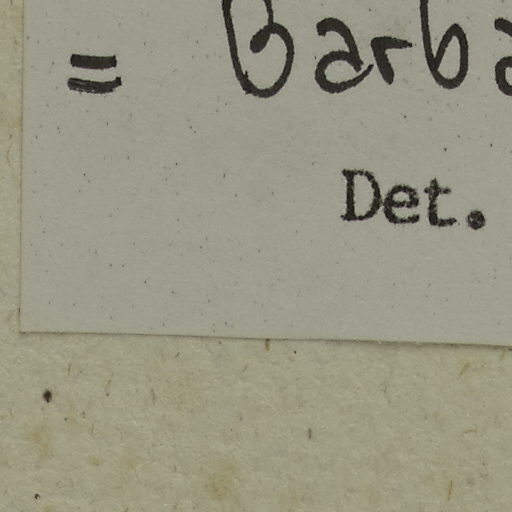 = Barba
Det.